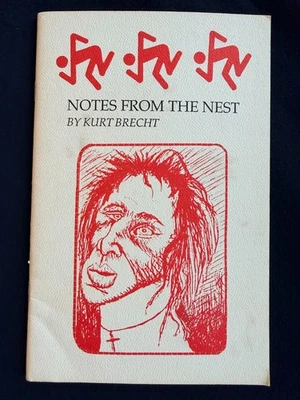 NOTES FROM THE NEST
BY KURT BRECHT